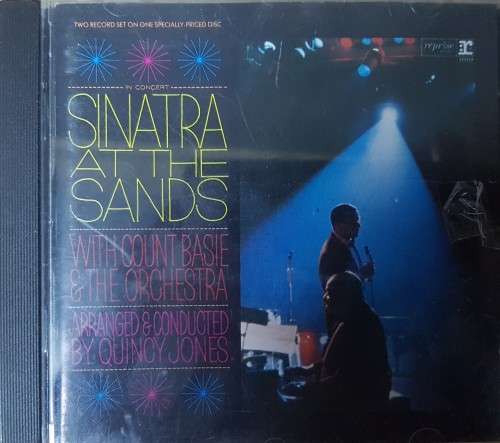 TWO RECORD SET ON ONE SPECIALLY-PRICED DISC
IN CONCERT
SINATRA
AT THE
SANDS
WITH COUNT BASIE
& THE ORCHESTRA
ARRANGED & CONDUCTED
BY QUINCY JONES
reprise